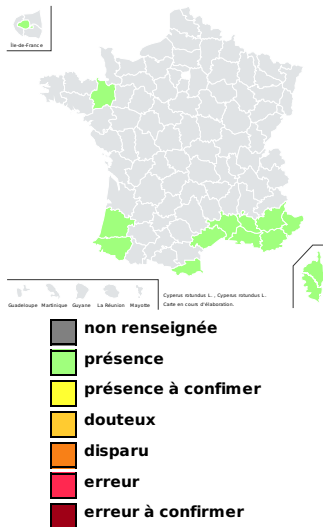 Île-de-France
Guadeloupe Martinique Guyane La Réunion Mayotte
Cyperus rotundus L., Cyperus rotundus L.
Carte en cours d'élaboration.
non renseignée
présence
présence à confimer
douteux
disparu
erreur
erreur à confirmer